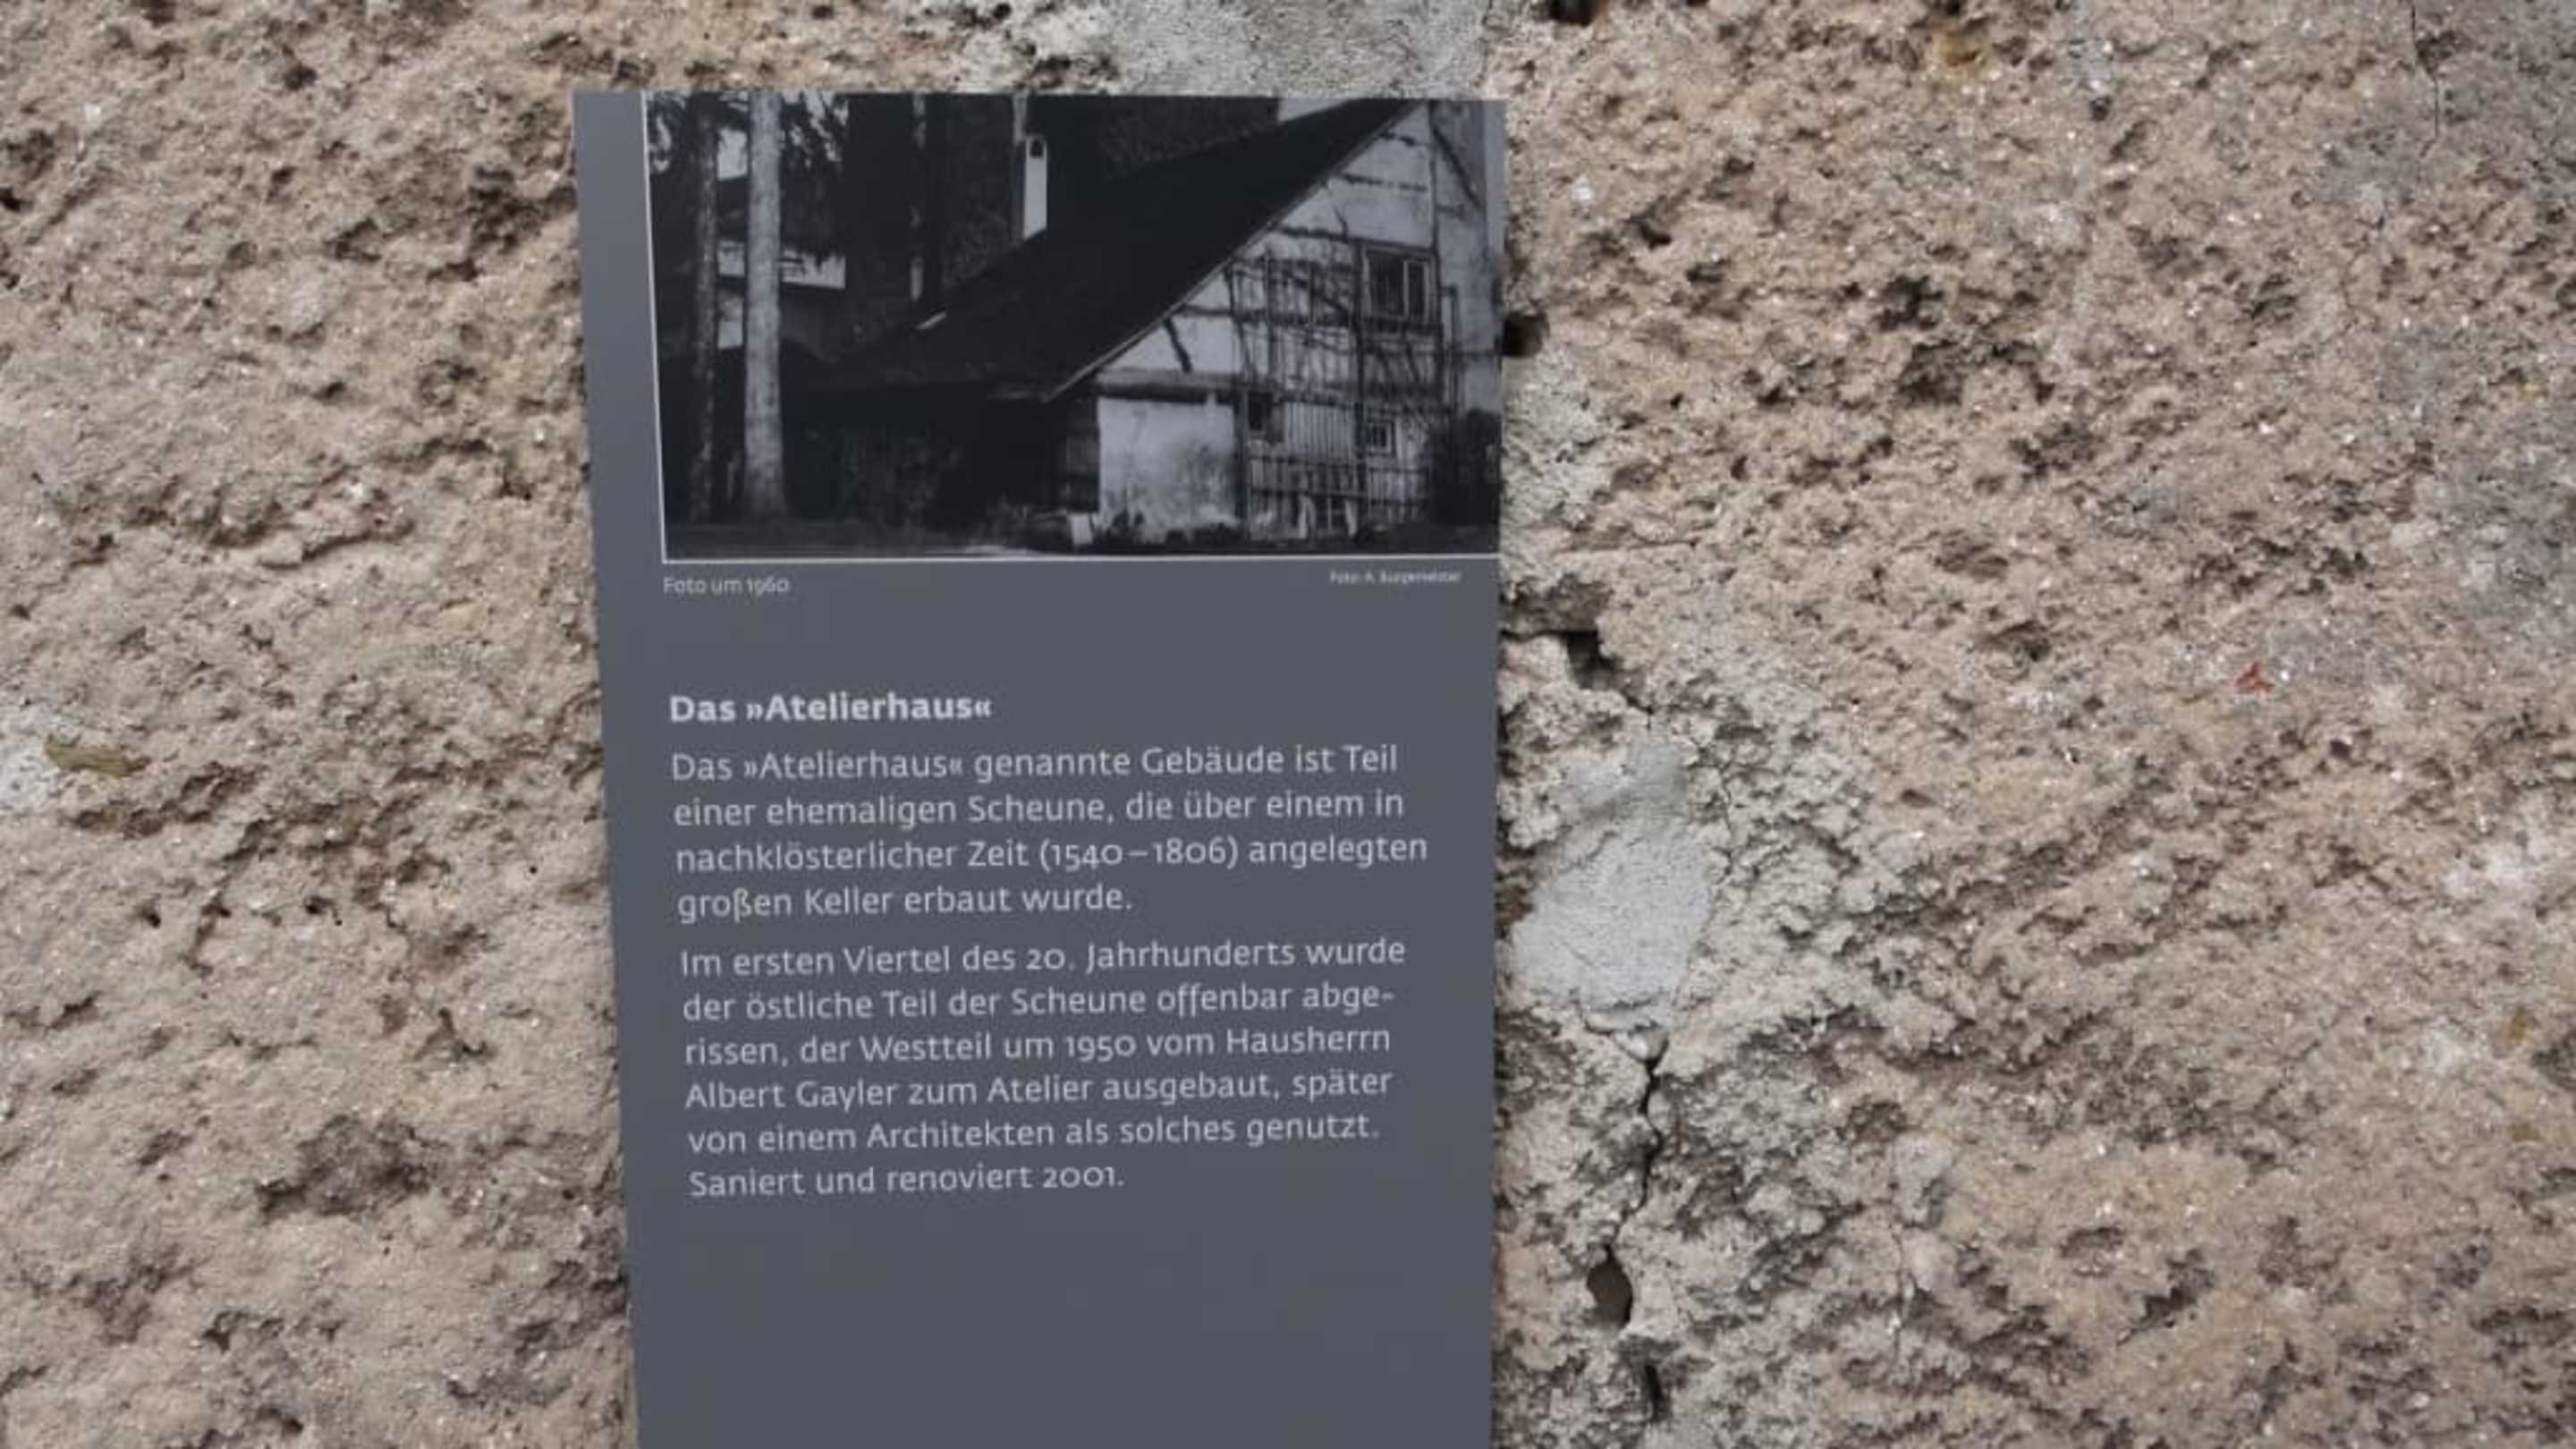 Foto um 1960
Foto: A. Burgemeister
Das »Atelierhaus«
Das »Atelierhaus« genannte Gebäude ist Teil
einer ehemaligen Scheune, die über einem in
nachklösterlicher Zeit (1540–1806) angelegten
großen Keller erbaut wurde.
Im ersten Viertel des 20. Jahrhunderts wurde
der östliche Teil der Scheune offenbar abge-
rissen, der Westteil um 1950 vom Hausherrn
Albert Gayler zum Atelier ausgebaut, später
von einem Architekten als solches genutzt.
Saniert und renoviert 2001.